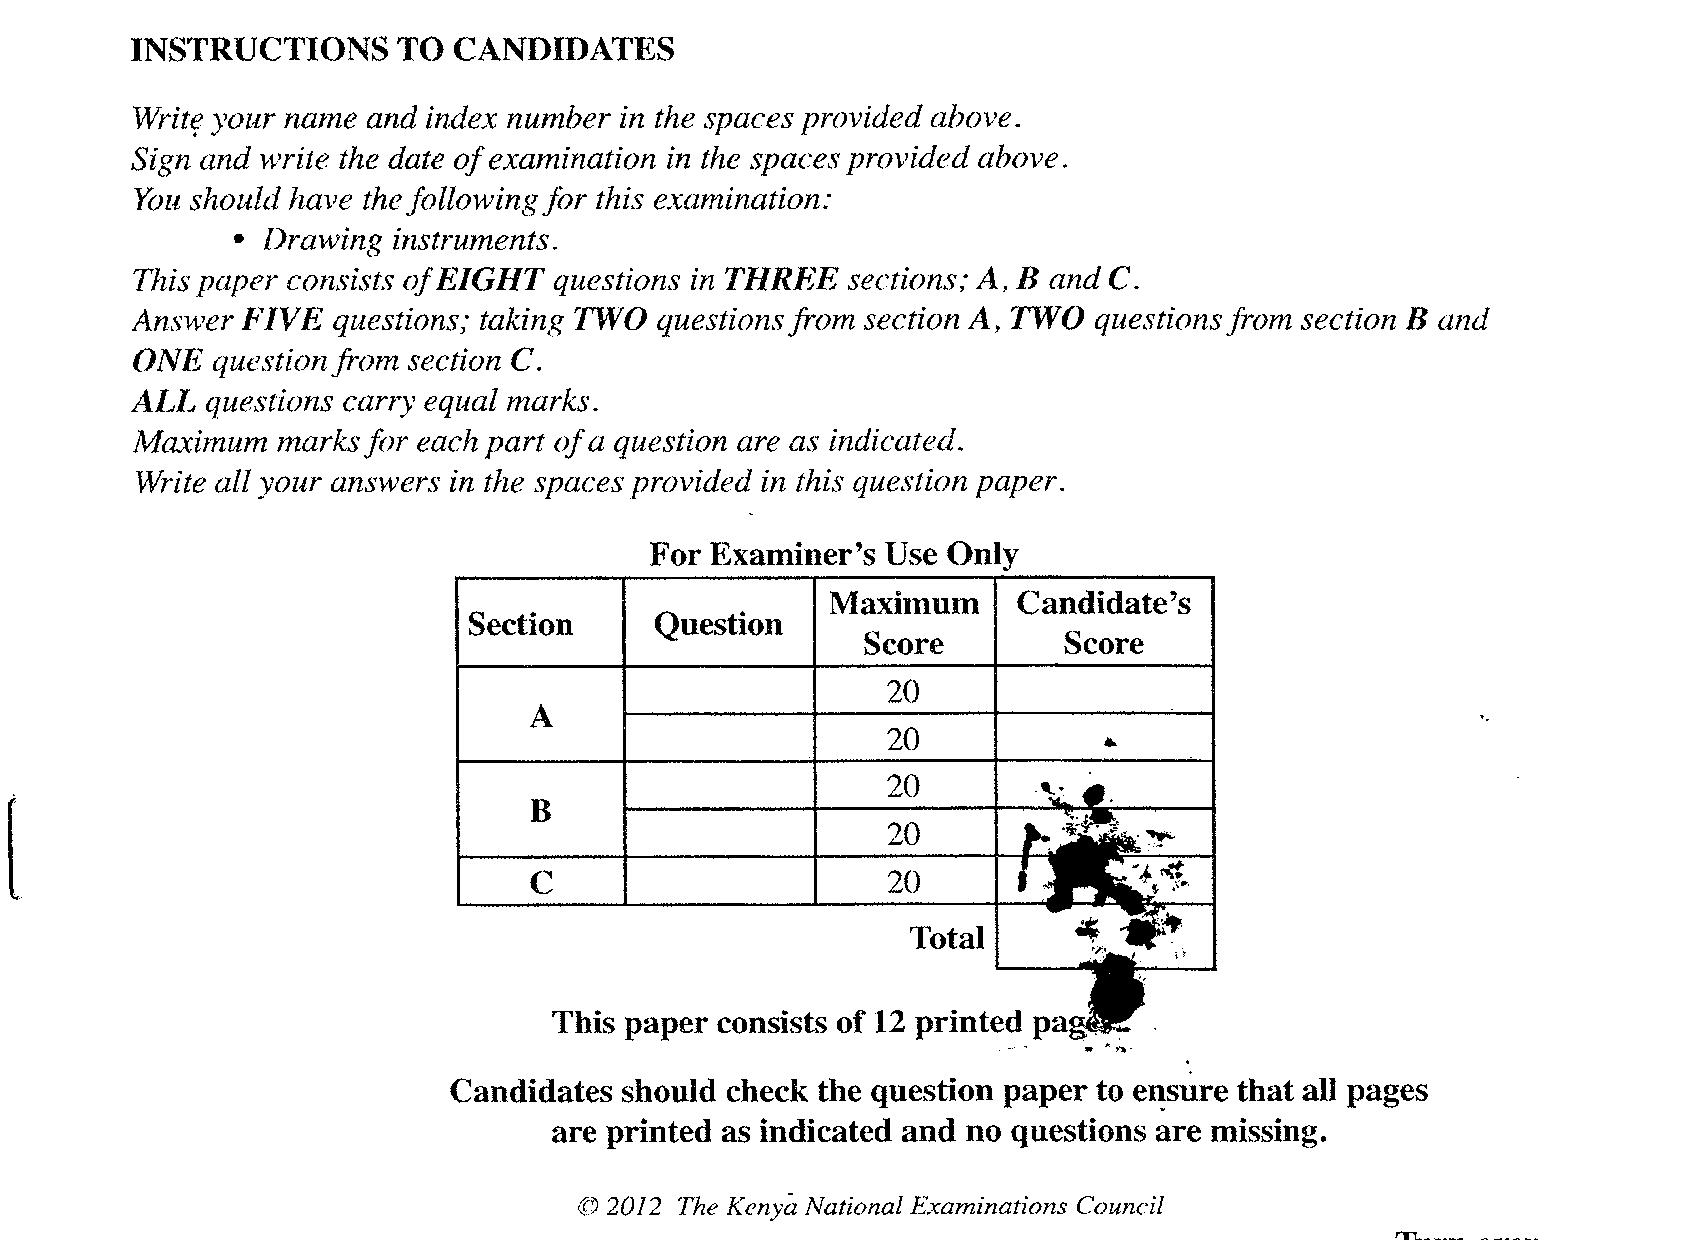 INSTRUCTIONS TO CANDIDATES
Write your name and index number in the spaces provided above.
Sign and write the date of examination in the spaces provided above.
You should have the following for this examination:
• Drawing instruments.
This paper consists of EIGHT questions in THREE sections; A, B and C.
Answer FIVE questions; taking TWO questions from section A, TWO questions from section B and
ONE question from section C.
ALL questions carry equal marks.
Maximum marks for each part of a question are as indicated.
Write all your answers in the spaces provided in this question paper.
For Examiner's Use Only
Section Question Maximum Score Candidate's Score
A 20
20
B 20
20
C 20
Total
This paper consists of 12 printed
Candidates should check the question paper to ensure that all pages
are printed as indicated and no questions are missing.
© 2012 The Kenya National Examinations Council